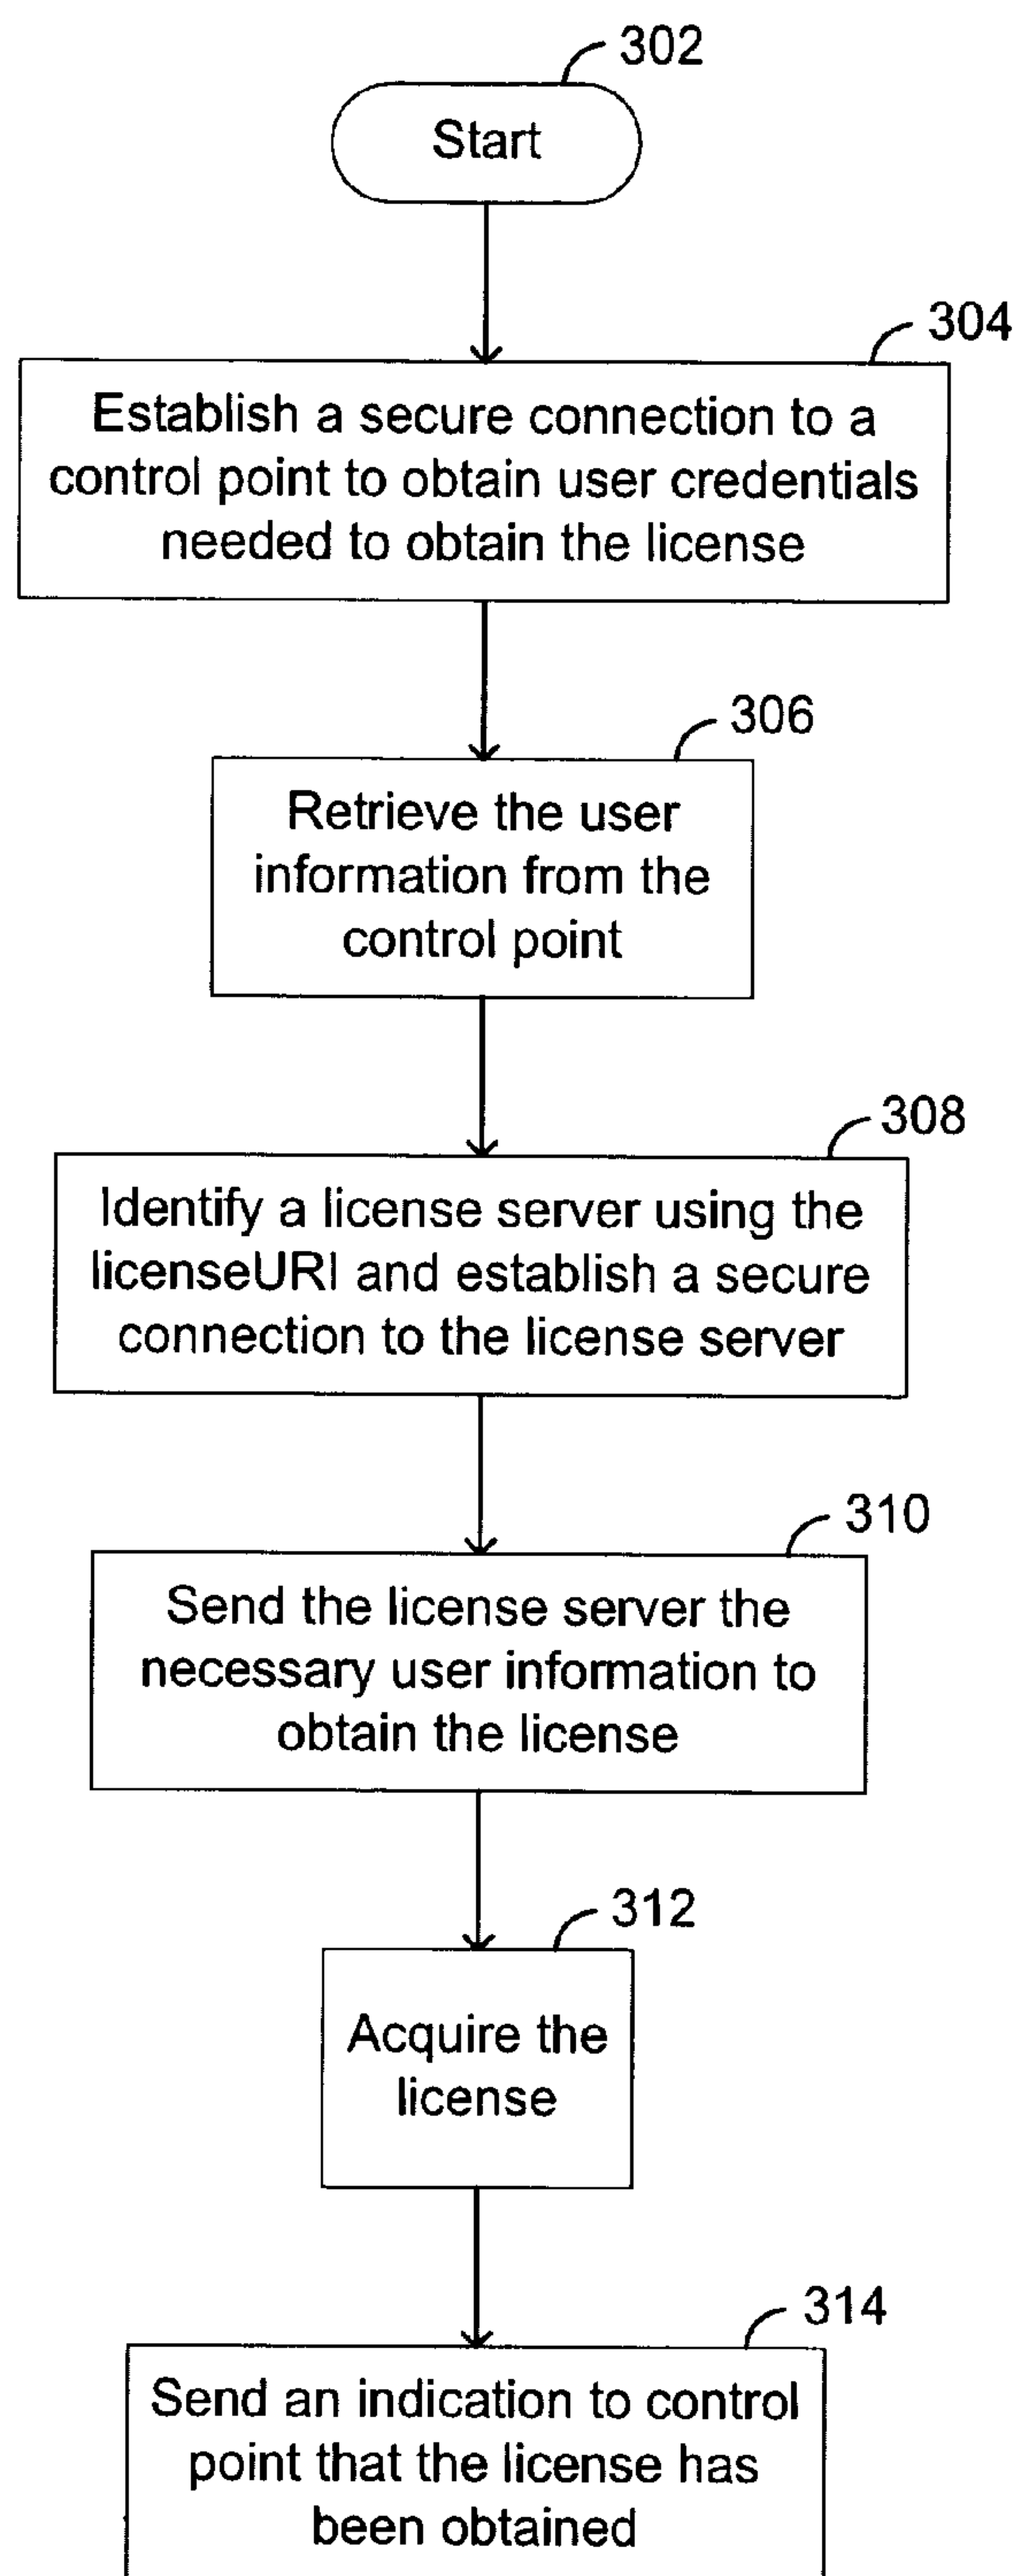 302
Start
304
Establish a secure connection to a
control point to obtain user credentials
needed to obtain the license
306
Retrieve the user
information from the
control point
308
Identify a license server using the
licenseURI and establish a secure
connection to the license server
310
Send the license server the
necessary user information to
obtain the license
312
Acquire the
license
314
Send an indication to control
point that the license has
been obtained